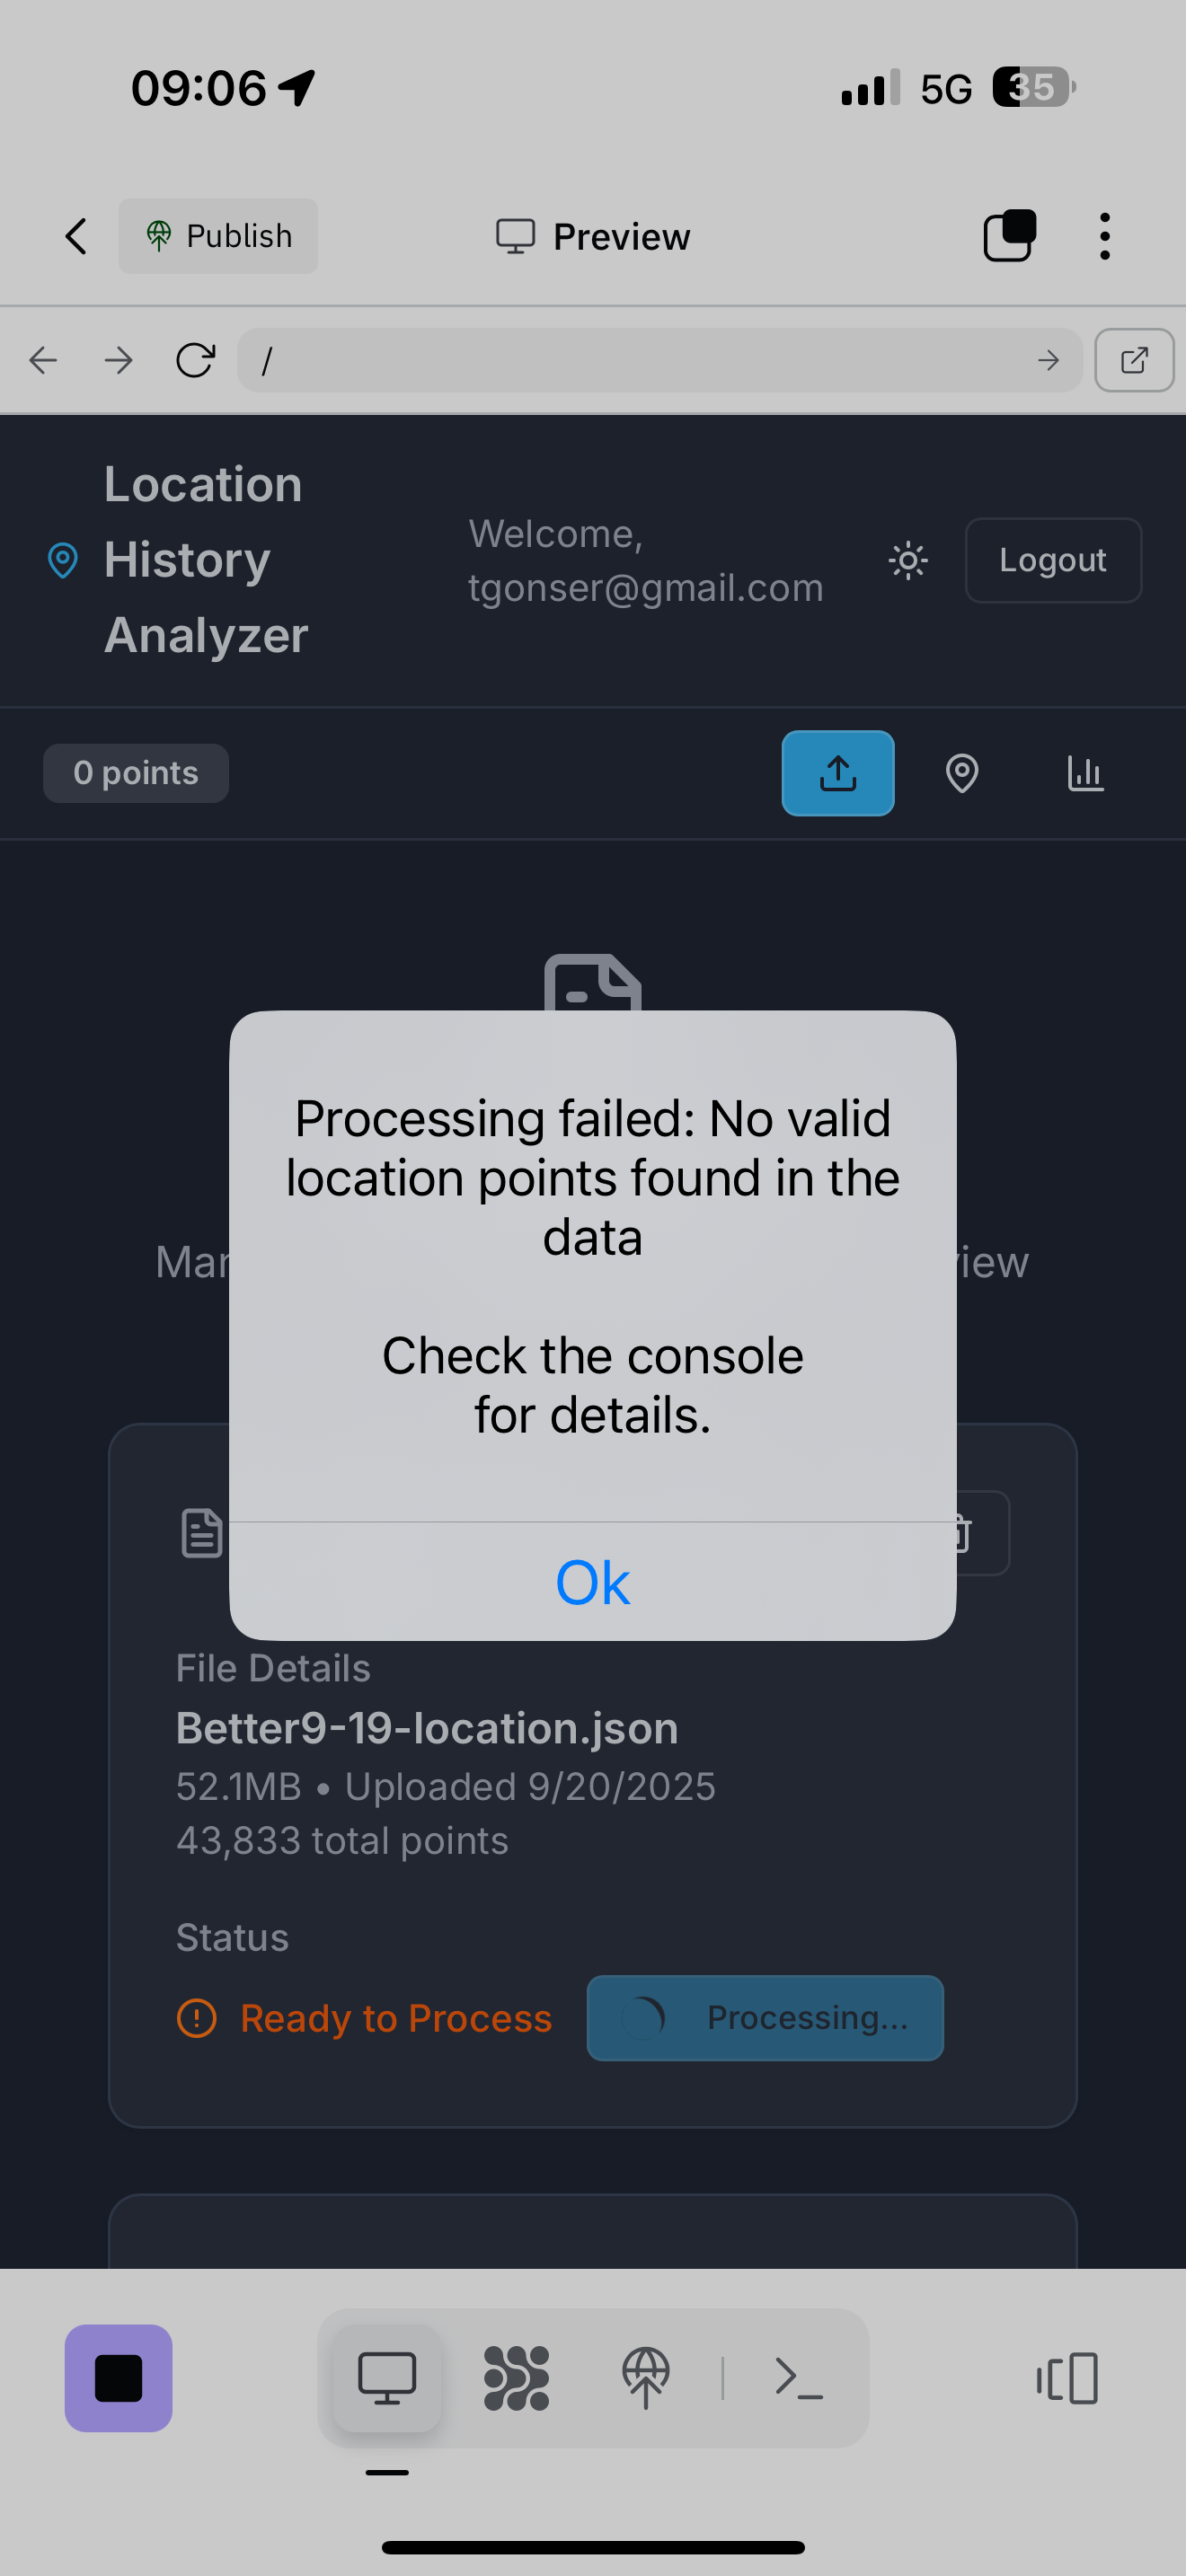 09:06
5G
35
Publish
Preview
/
Location
History
Analyzer
Welcome,
tgonser@gmail.com
Logout
0 points
Processing failed: No valid
location points found in the
data
Check the console
for details.
Ok
File Details
Better9-19-location.json
52.1MB • Uploaded 9/20/2025
43,833 total points
Status
Ready to Process
Processing...